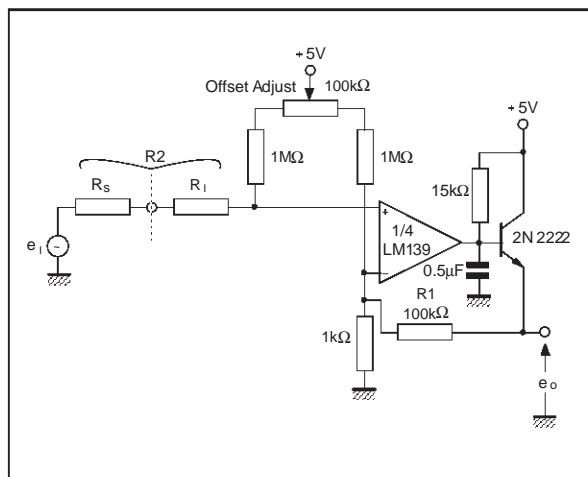 +5V
Offset Adjust
100kΩ
+5V
1MΩ
1MΩ
R2
15kΩ
RS
RI
+
1/4
LM139
2N2222
eI
~
0.5µF
−
R1
100kΩ
1kΩ
eo